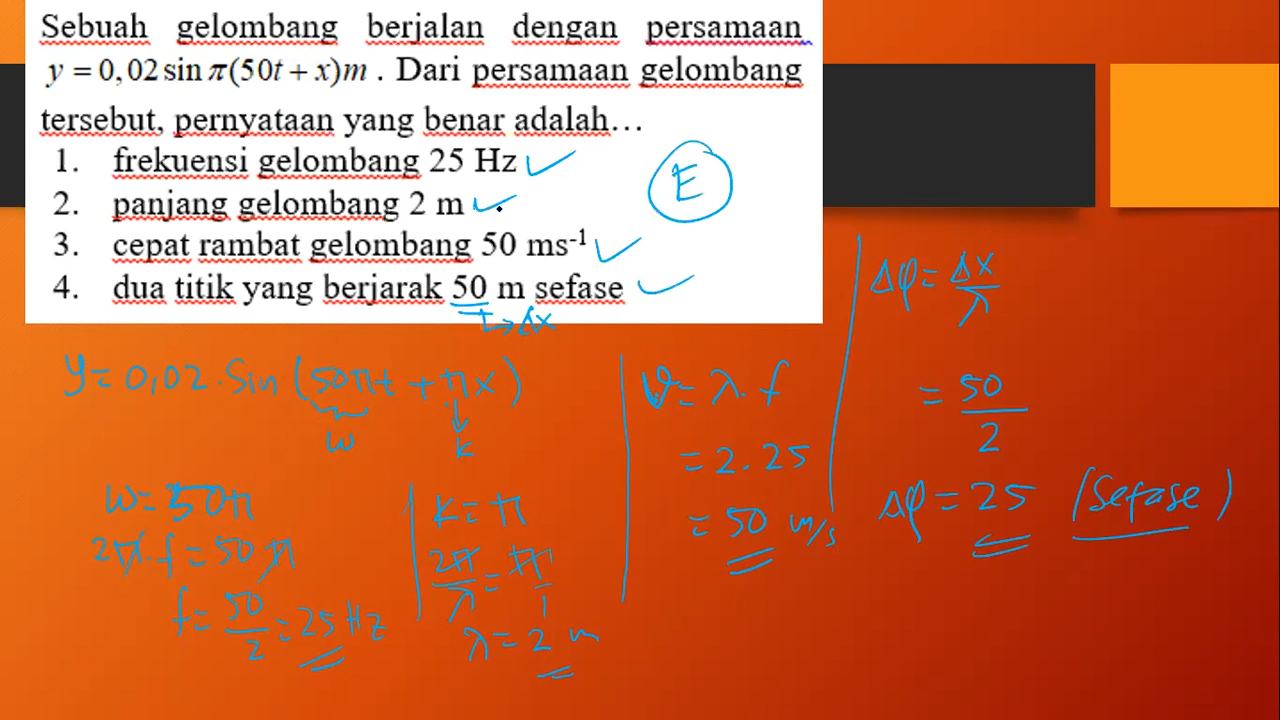 Sebuah gelombang berjalan dengan persamaan
y = 0,02 sin π(50t + x)m . Dari persamaan gelombang
tersebut, pernyataan yang benar adalah…
1. frekuensi gelombang 25 Hz ✓
2. panjang gelombang 2 m ✓
3. cepat rambat gelombang 50 ms⁻¹ ✓
4. dua titik yang berjarak 50 m sefase ✓
E
↳ Δx
y = 0,02 . Sin (50πt + πx)
ω
k
ω = 50π
2π . f = 50π
f = 50/2 = 25 Hz
k = π
2π/λ = π/1
λ = 2 m
v = λ . f
= 2 . 25
= 50 m/s
Δφ = Δx/λ
= 50/2
Δφ = 25 (Sefase)